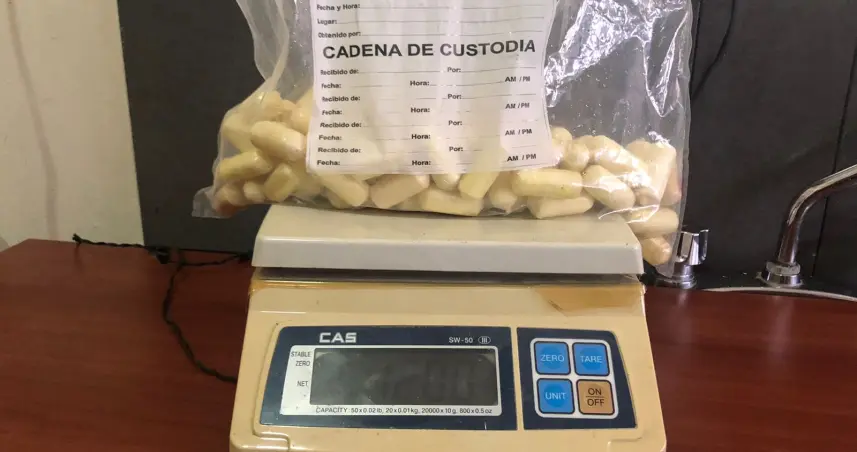 Fecha y Hora:
Lugar:
Obtenido por:
CADENA DE CUSTODIA
Recibido de: Por:
Fecha: Hora: AM / PM
Recibido de: Por:
Fecha: Hora: AM / PM
Recibido de: Por:
Fecha: Hora: AM / PM
Recibido de: Por:
Fecha: Hora: AM / PM
CAS SW-50 III
STABLE
ZERO
NET
CAPACITY: 50 x 0.02 lb, 20 x 0.01 kg, 20000 x 10 g, 800 x 0.5 oz
ZERO TARE
UNIT ON/OFF